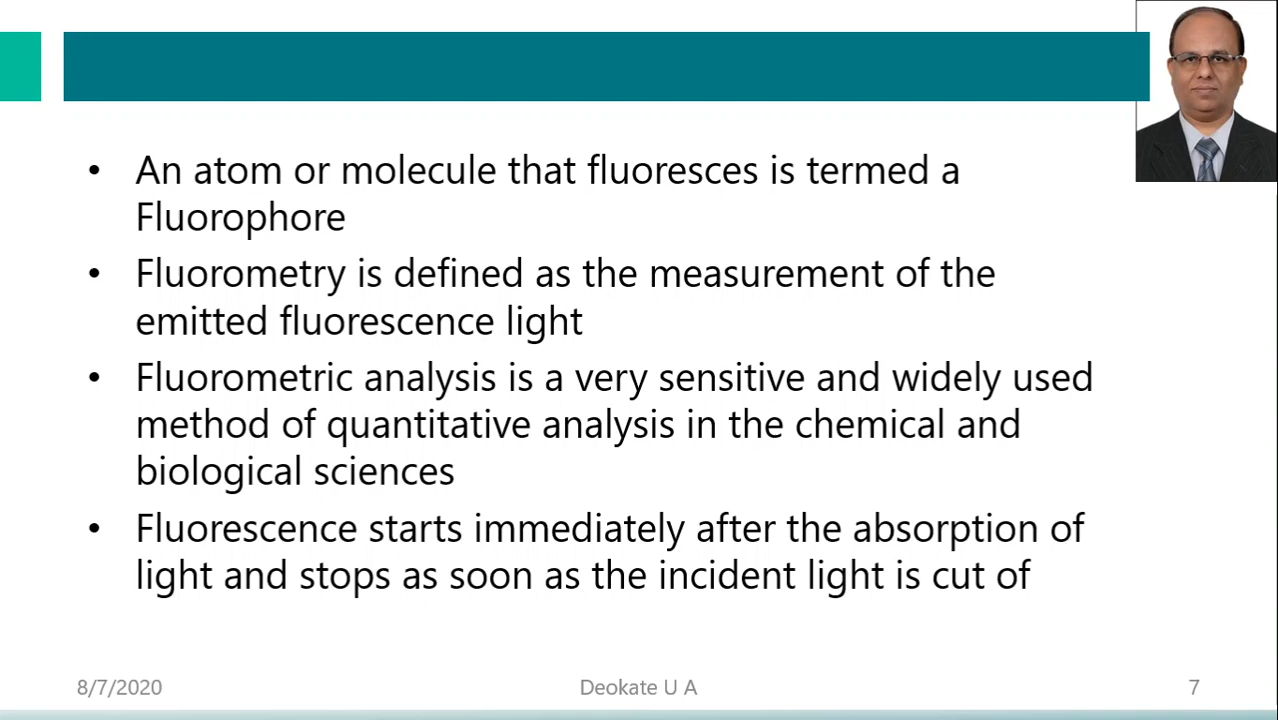 • An atom or molecule that fluoresces is termed a
Fluorophore
• Fluorometry is defined as the measurement of the
emitted fluorescence light
• Fluorometric analysis is a very sensitive and widely used
method of quantitative analysis in the chemical and
biological sciences
• Fluorescence starts immediately after the absorption of
light and stops as soon as the incident light is cut of
8/7/2020 Deokate U A 7